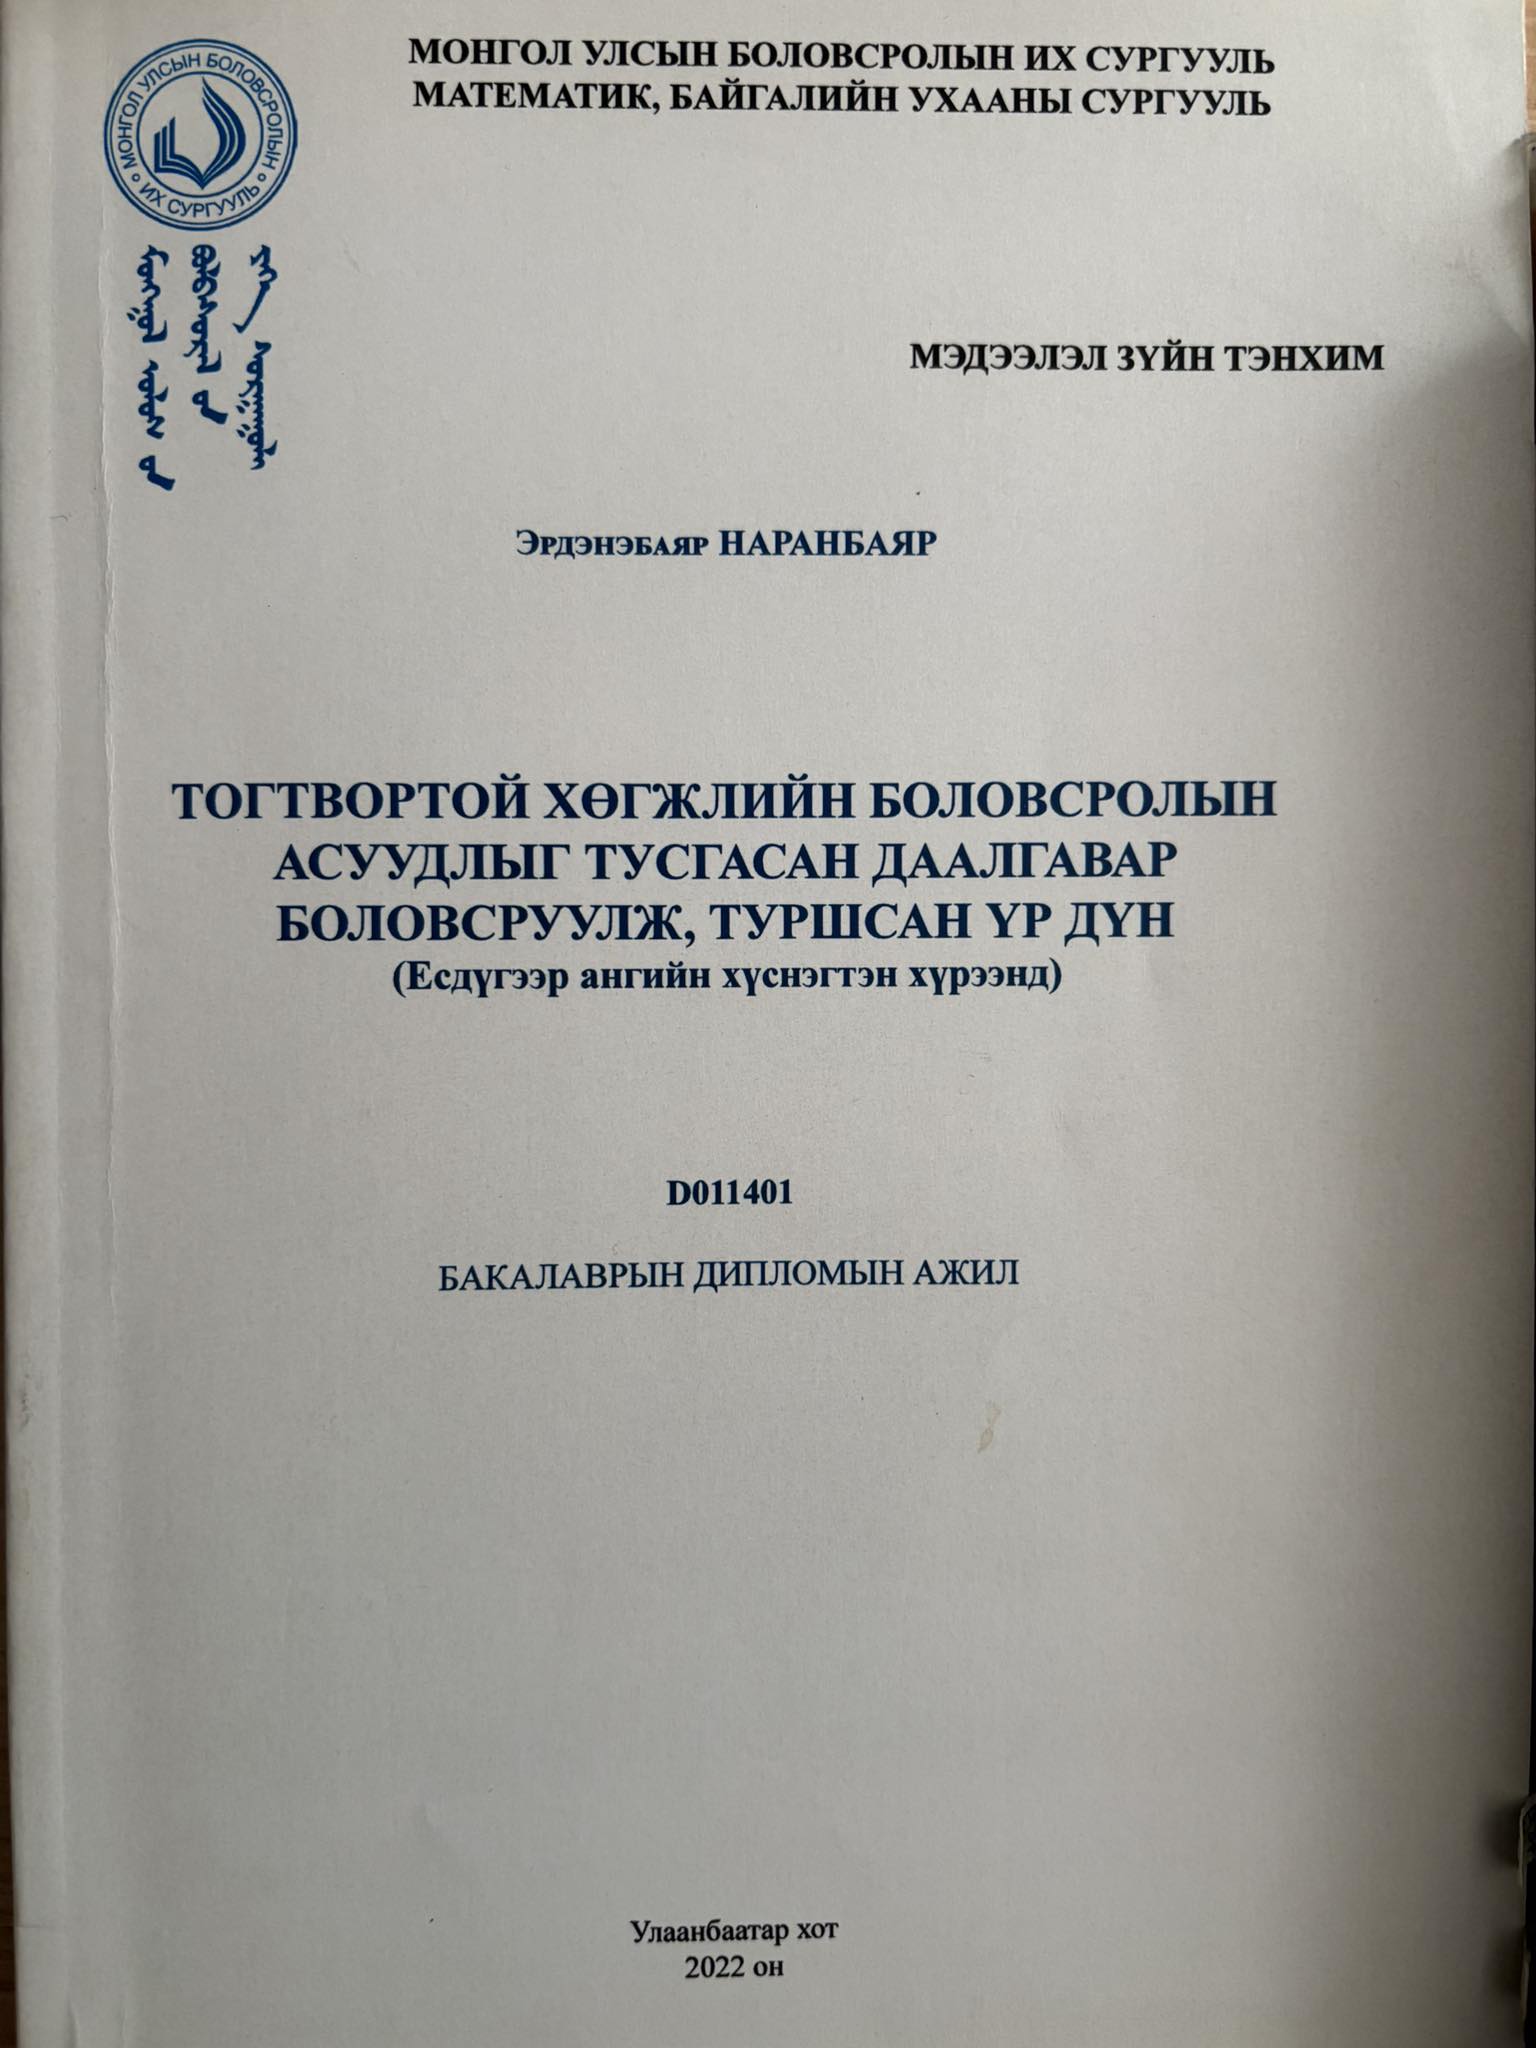 МОНГОЛ УЛСЫН БОЛОВСРОЛЫН ИХ СУРГУУЛЬ
МАТЕМАТИК, БАЙГАЛИЙН УХААНЫ СУРГУУЛЬ
МОНГОЛ УЛСЫН БОЛОВСРОЛЫН
ИХ СУРГУУЛЬ
МЭДЭЭЛЭЛ ЗҮЙН ТЭНХИМ
ЭРДЭНЭБАЯР НАРАНБАЯР
ТОГТВОРТОЙ ХӨГЖЛИЙН БОЛОВСРОЛЫН
АСУУДЛЫГ ТУСГАСАН ДААЛГАВАР
БОЛОВСРУУЛЖ, ТУРШСАН ҮР ДҮН
(Есдүгээр ангийн хүснэгтэн хүрээнд)
D011401
БАКАЛАВРЫН ДИПЛОМЫН АЖИЛ
Улаанбаатар хот
2022 он